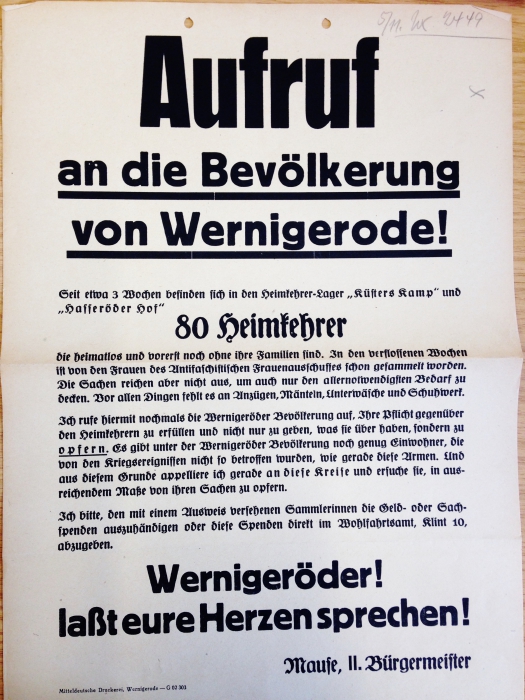 5/11. IX 2449
Aufruf
an die Bevölkerung
von Wernigerode!
Seit etwa 3 Wochen befinden sich in den Heimkehrer-Lager „Küsters Kamp“ und
„Hasseröder Hof“
80 Heimkehrer
die heimatlos und vorerst noch ohne ihre Familien sind. In den verflossenen Wochen
ist von den Frauen des Antifaschistischen Frauenausschusses schon gesammelt worden.
Die Sachen reichen aber nicht aus, um auch nur den allernotwendigsten Bedarf zu
decken. Vor allen Dingen fehlt es an Anzügen, Mänteln, Unterwäsche und Schuhwerk.
Ich rufe hiermit nochmals die Wernigeröder Bevölkerung auf, Ihre Pflicht gegenüber
den Heimkehrern zu erfüllen und nicht nur zu geben, was sie über haben, sondern zu
opfern. Es gibt unter der Wernigeröder Bevölkerung noch genug Einwohner, die
von den Kriegsereignissen nicht so betroffen wurden, wie gerade diese Armen. Und
aus diesem Grunde appelliere ich gerade an diese Kreise und ersuche sie, in aus-
reichendem Maße von ihren Sachen zu opfern.
Ich bitte, den mit einem Ausweis versehenen Sammlerinnen die Geld- oder Sach-
spenden auszuhändigen oder diese Spenden direkt im Wohlfahrtsamt, Klint 10,
abzugeben.
Wernigeröder!
laßt eure Herzen sprechen!
Mause, II. Bürgermeister
Mitteldeutsche Druckerei, Wernigerode — G 02 303